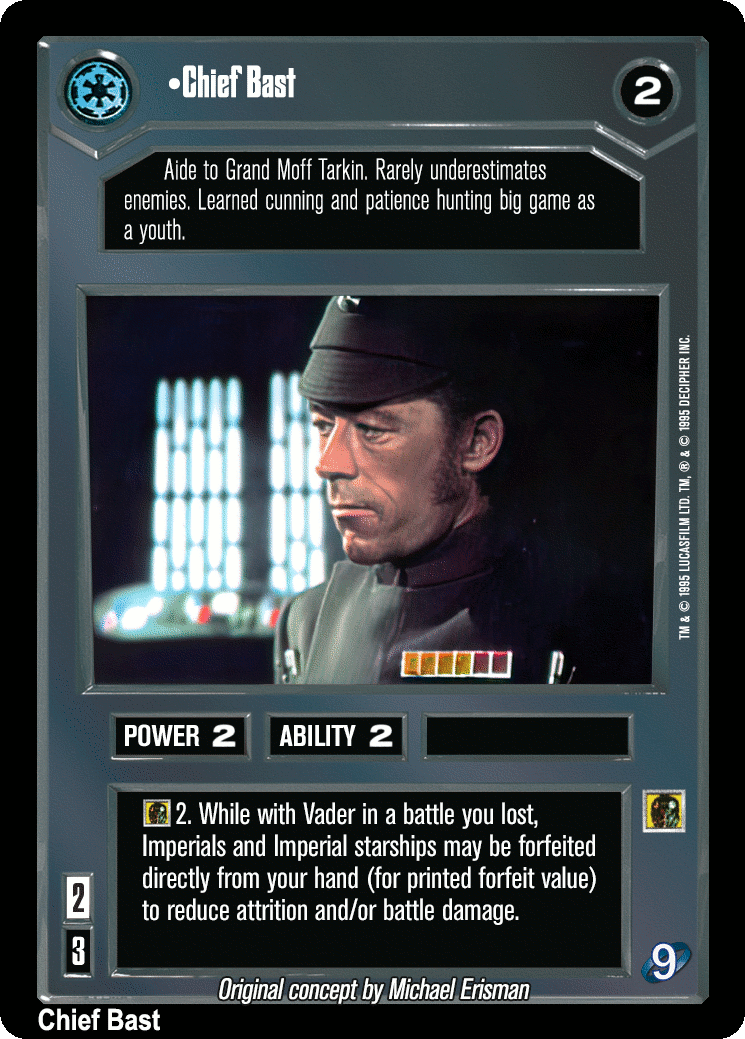 •Chief Bast
2
Aide to Grand Moff Tarkin. Rarely underestimates
enemies. Learned cunning and patience hunting big game as
a youth.
TM & © 1995 LUCASFILM LTD. TM, ® & © 1995 DECIPHER INC.
POWER 2
ABILITY 2
2. While with Vader in a battle you lost,
Imperials and Imperial starships may be forfeited
directly from your hand (for printed forfeit value)
to reduce attrition and/or battle damage.
2
3
9
Original concept by Michael Erisman
Chief Bast